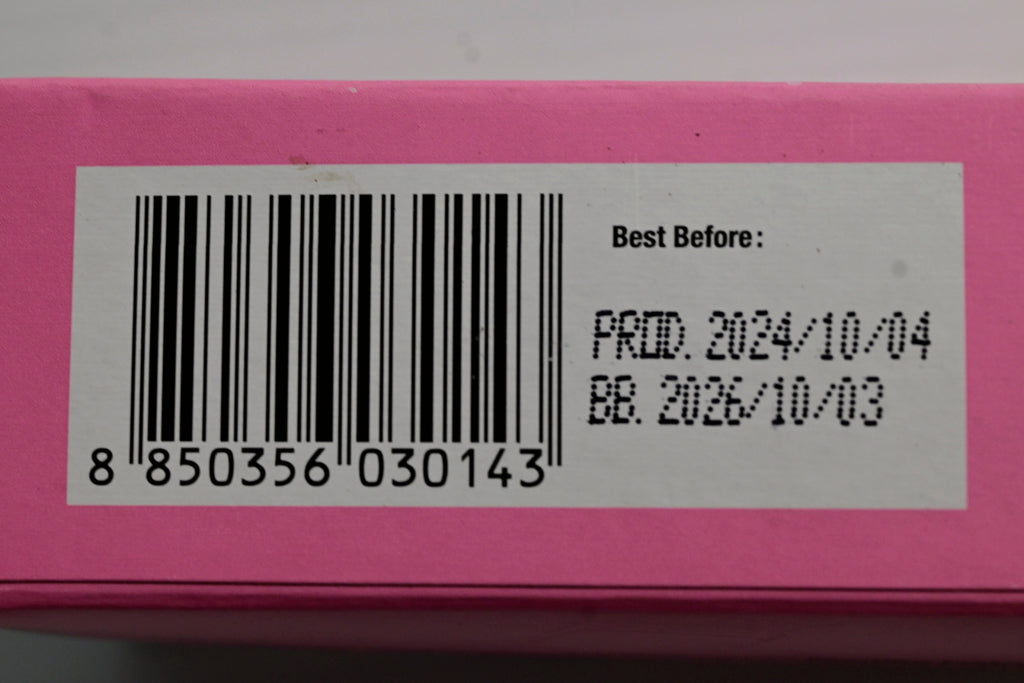 8 850356 030143
Best Before:
PROD. 2024/10/04
BB. 2026/10/03